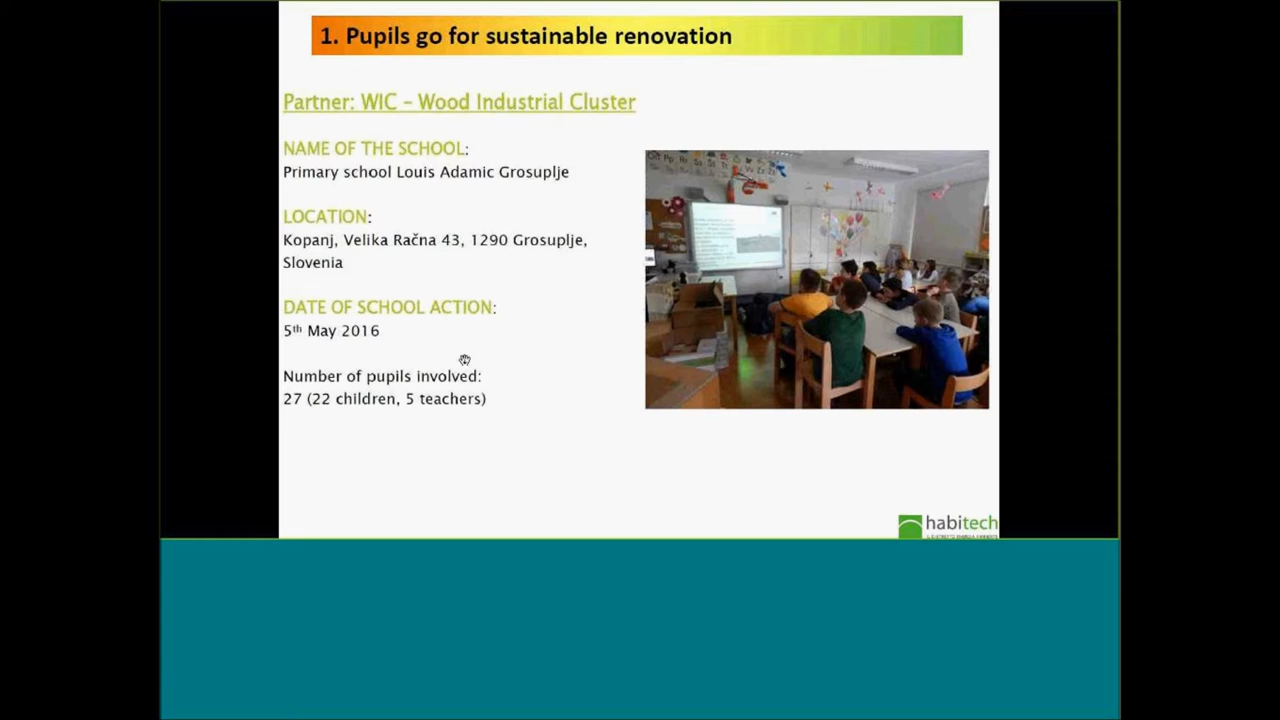 1. Pupils go for sustainable renovation
Partner: WIC – Wood Industrial Cluster
NAME OF THE SCHOOL:
Primary school Louis Adamic Grosuplje
LOCATION:
Kopanj, Velika Račna 43, 1290 Grosuplje,
Slovenia
DATE OF SCHOOL ACTION:
5th May 2016
Number of pupils involved:
27 (22 children, 5 teachers)
habitech